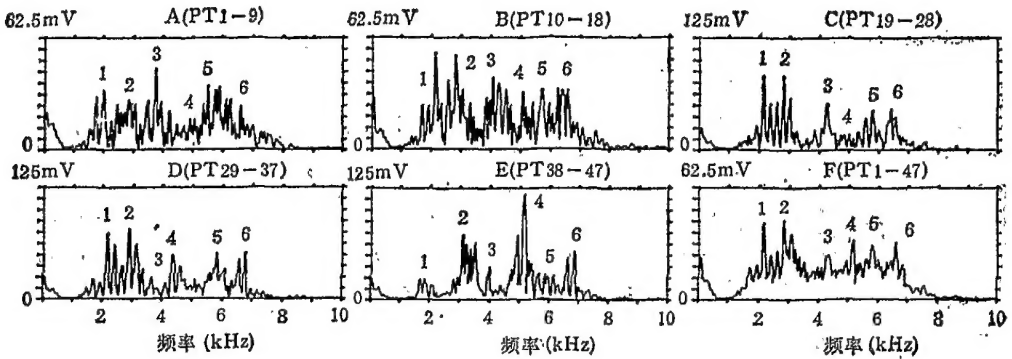 62.5mV A(PT1-9) 62.5mV B(PT10-18) 125mV C(PT19-28)
1 2 3 4 5 6 1 2 3 4 5 6 1 2 3 4 5 6
0 0 0
125mV D(PT29-37) 125mV E(PT38-47) 62.5mV F(PT1-47)
1 2 3 4 5 6 1 2 3 4 5 6 1 2 3 4 5 6
0 0 0
2 4 6 8 10 2 4 6 8 10 2 4 6 8 10
频率 (kHz) 频率 (kHz) 频率 (kHz)